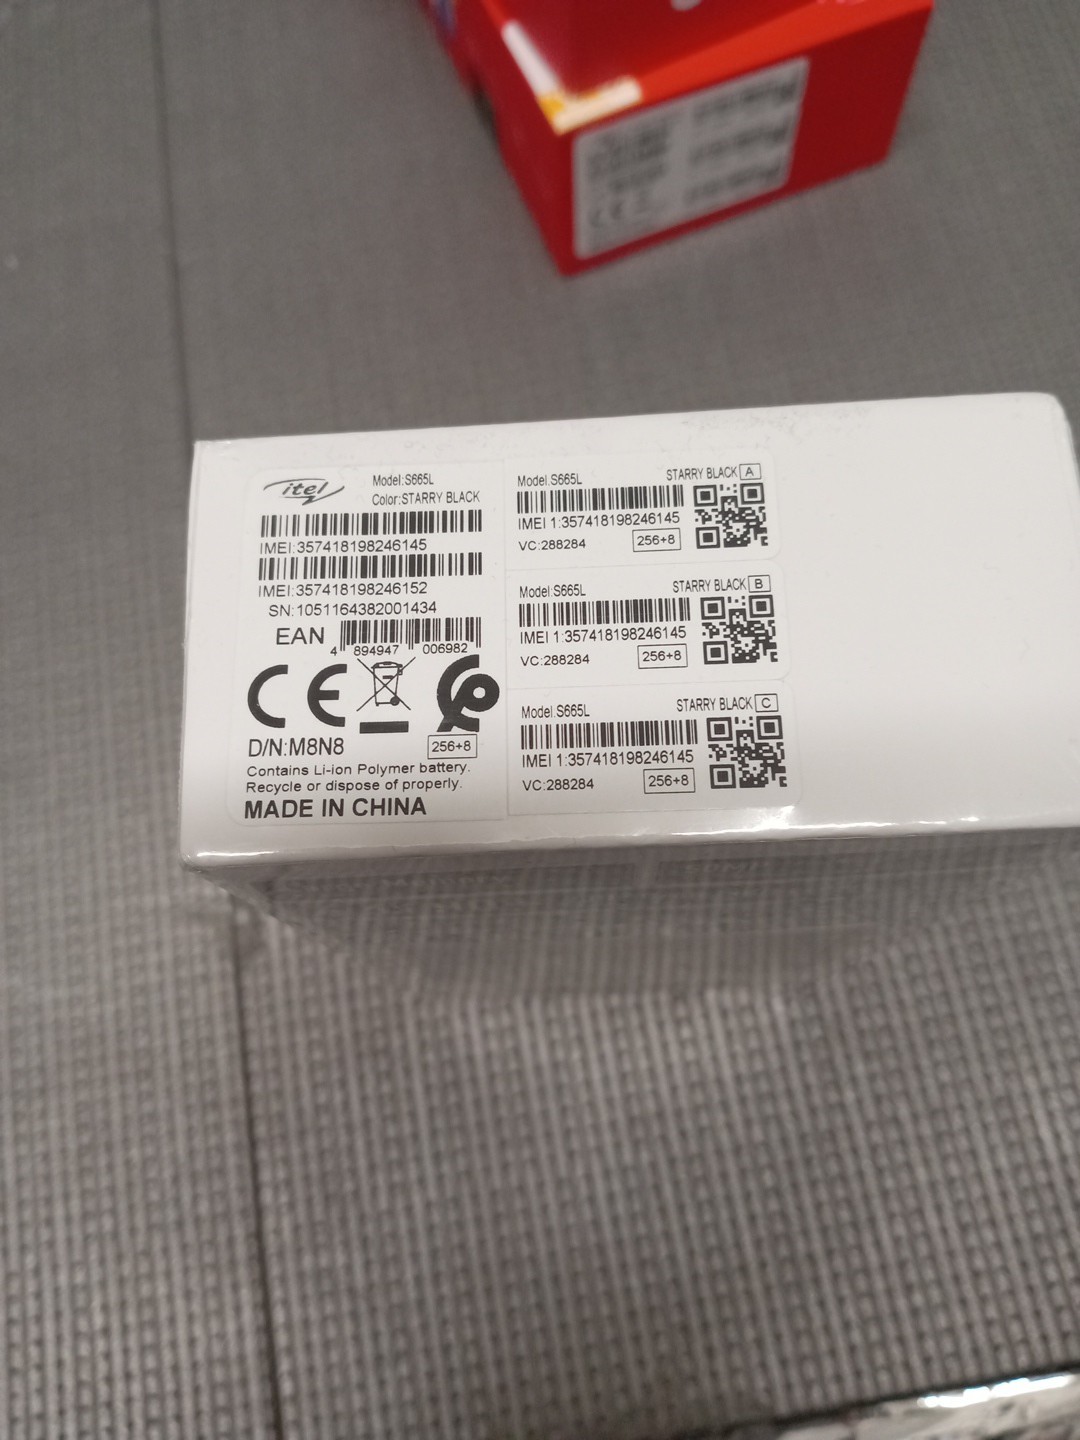 itel
Model:S665L
Color:STARRY BLACK
IMEI:357418198246145
IMEI:357418198246152
SN:1051164382001434
EAN
4 894947 006982
D/N:M8N8
256+8
Contains Li-ion Polymer battery.
Recycle or dispose of properly.
MADE IN CHINA
Model:S665L STARRY BLACK A
IMEI 1:357418198246145
VC:288284 256+8
Model:S665L STARRY BLACK B
IMEI 1:357418198246145
VC:288284 256+8
Model:S665L STARRY BLACK C
IMEI 1:357418198246145
VC:288284 256+8